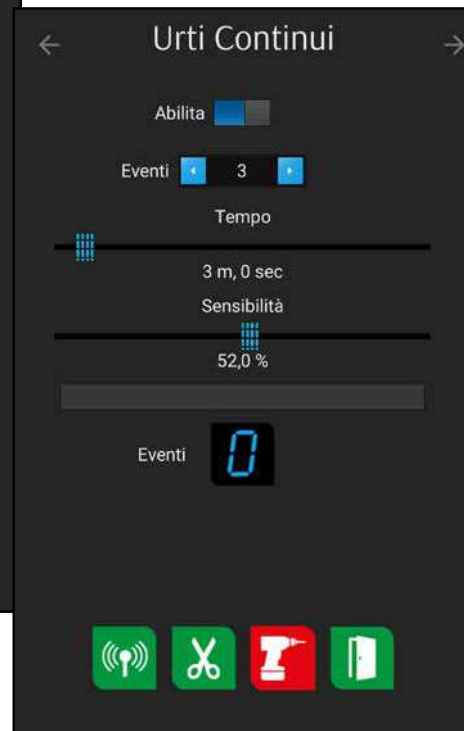 Urti Continui
Abilita
Eventi 3
Tempo
3 m, 0 sec
Sensibilità
52,0 %
Eventi 0